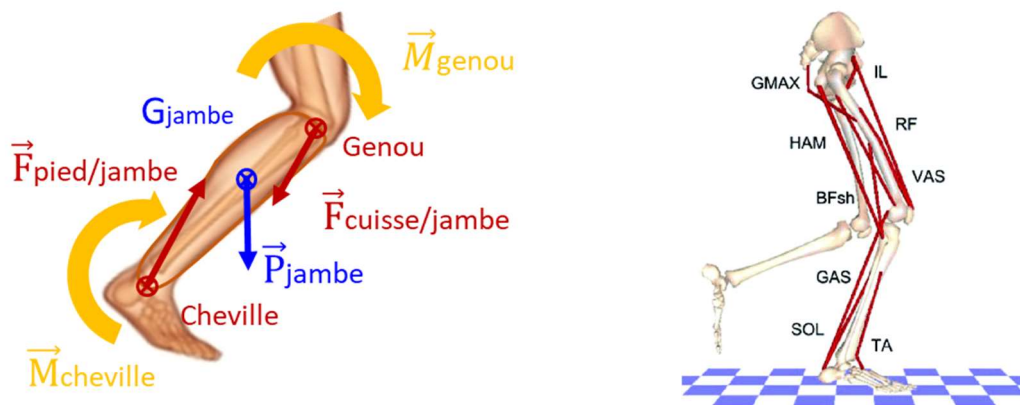 M genou
G jambe
Genou
F pied/jambe
F cuisse/jambe
P jambe
Cheville
M cheville
GMAX
IL
HAM
RF
VAS
BFsh
GAS
SOL
TA